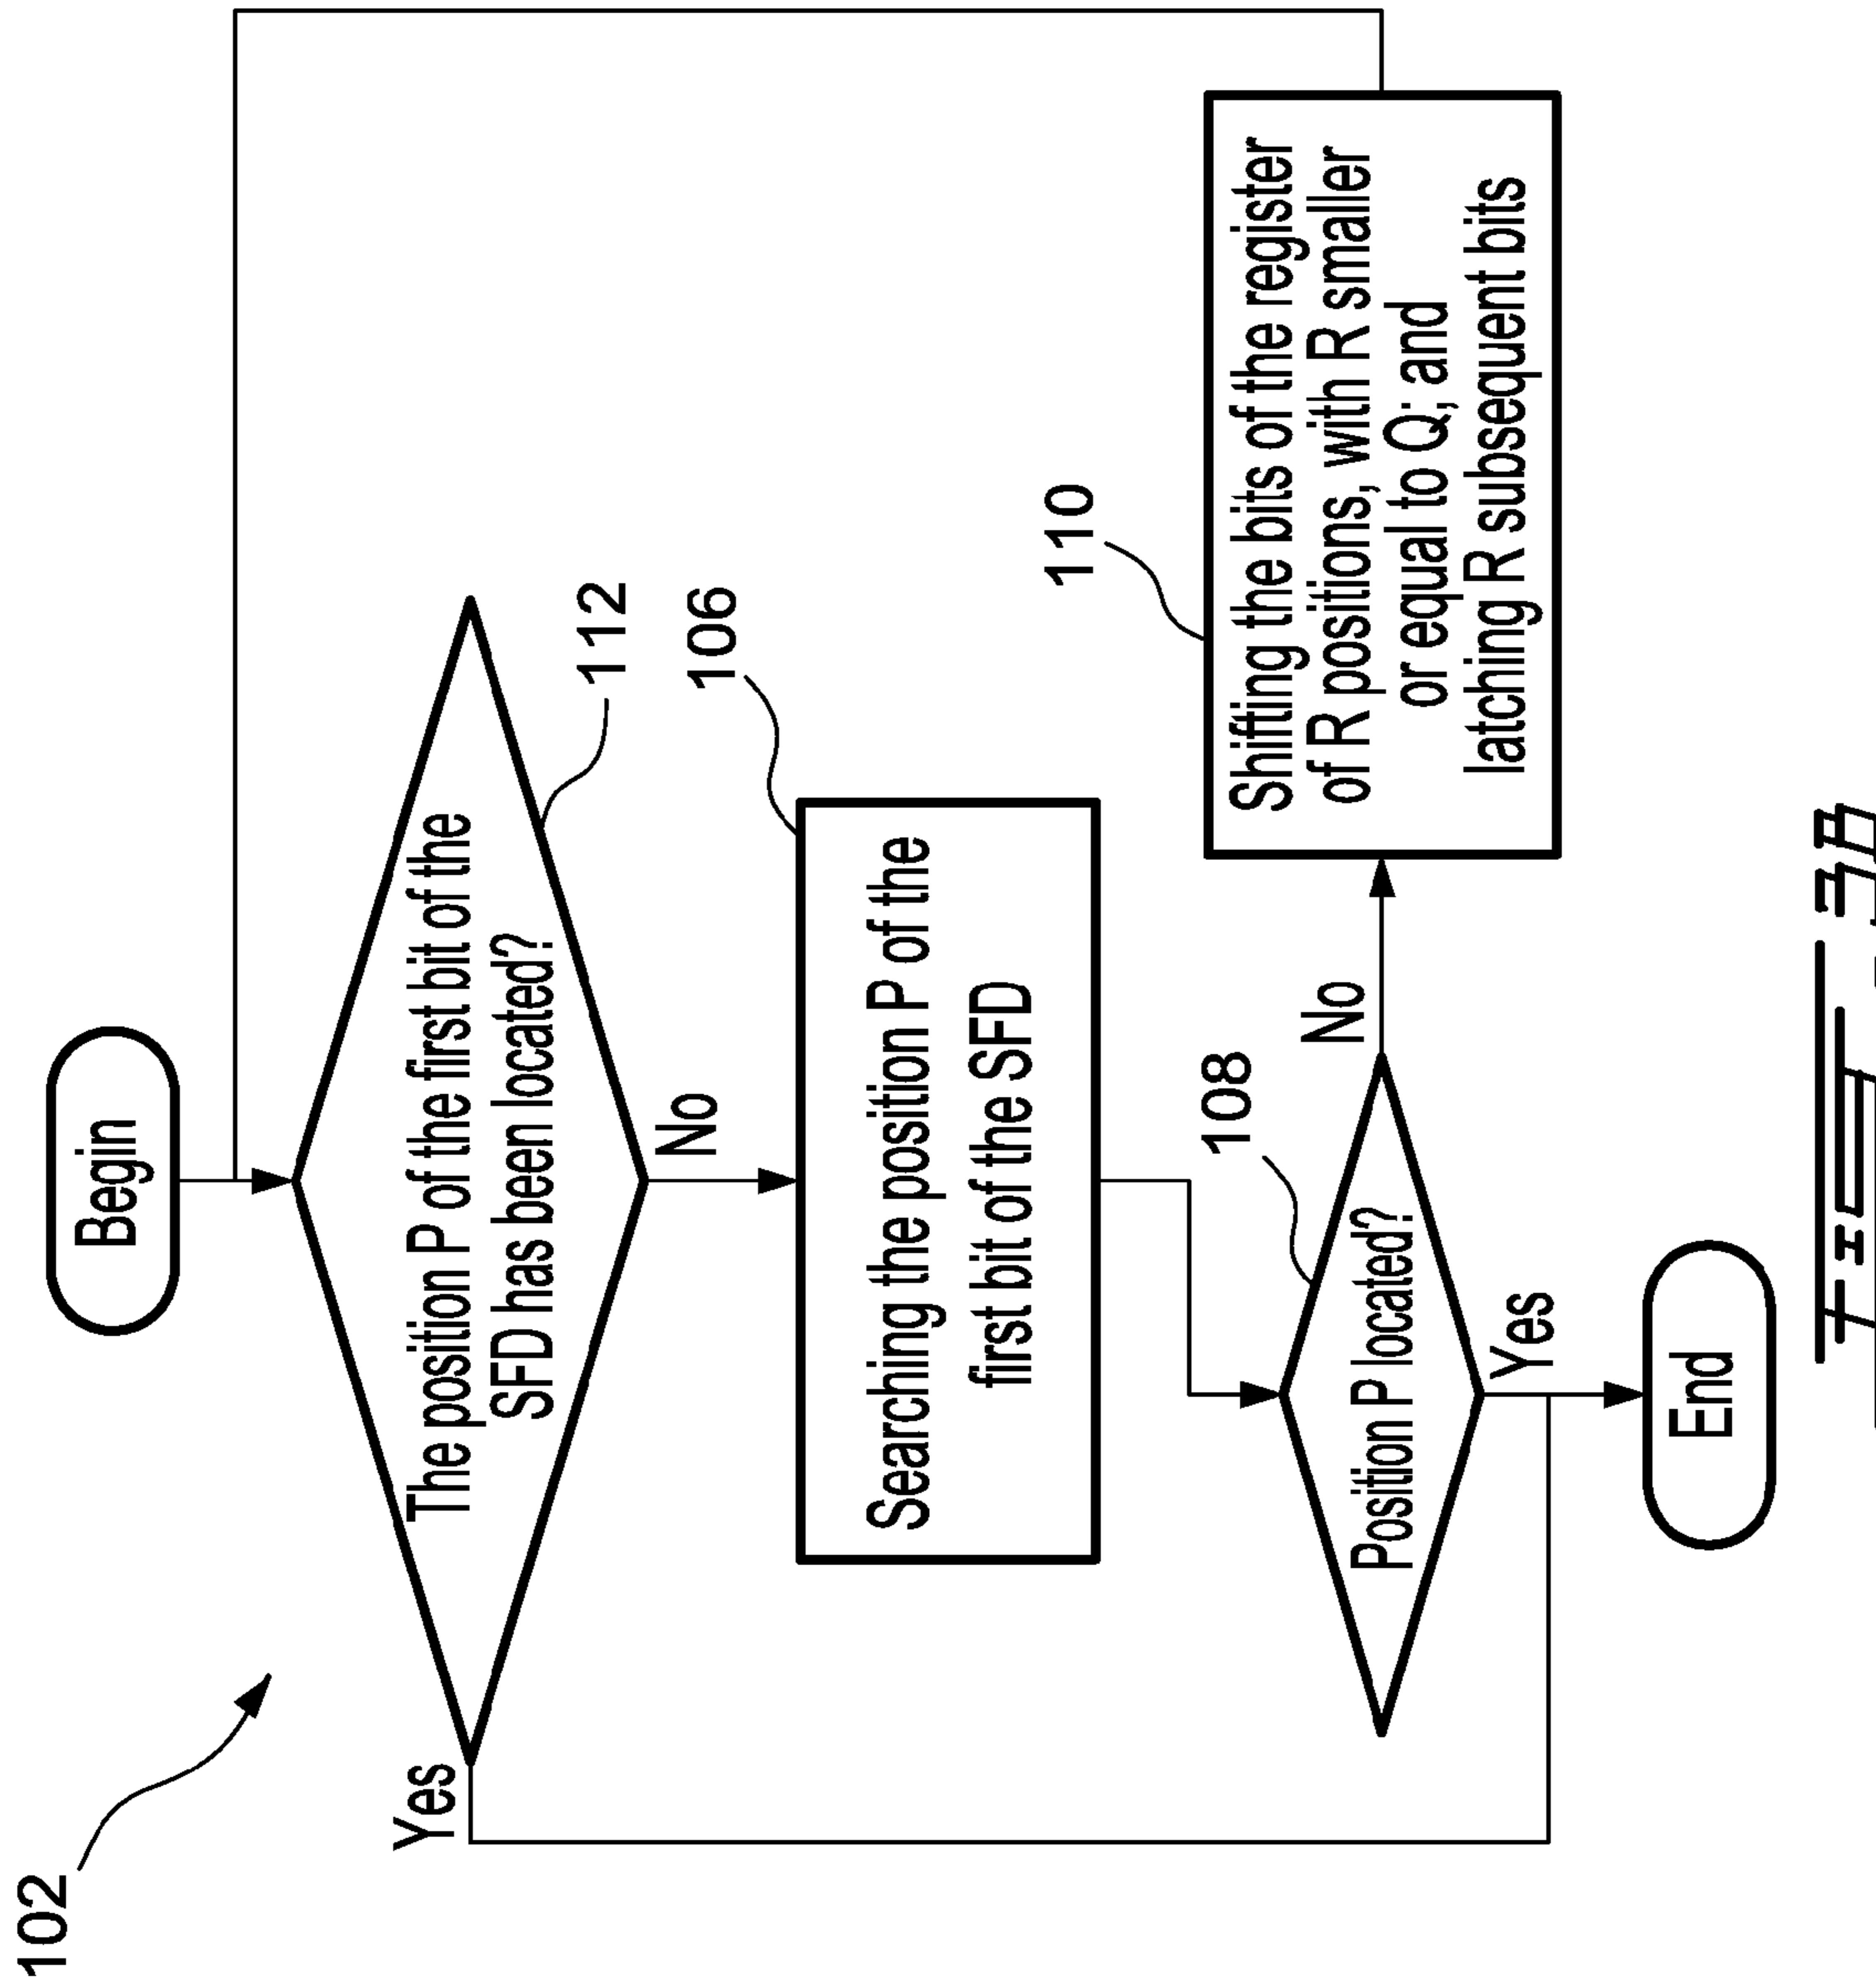 102
Begin
The position P of the first bit of the
SFD has been located?
Yes
112
No
106
Searching the position P of the
first bit of the SFD
108
Position P located?
No
110
Shifting the bits of the register
of R positions, with R smaller
or equal to Q; and
latching R subsequent bits
Yes
End